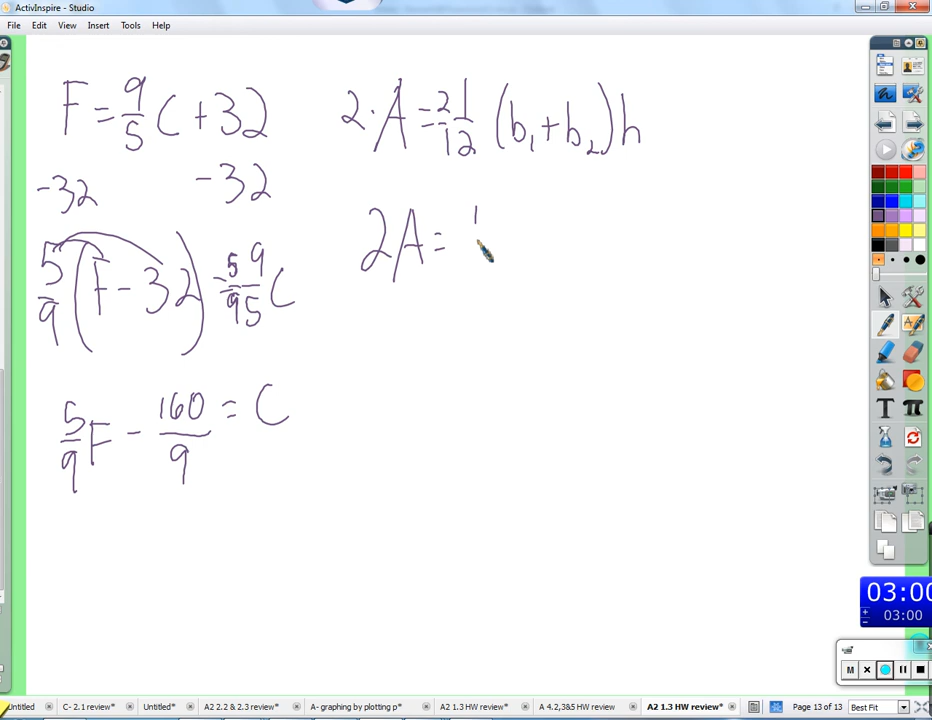 ActivInspire - Studio
File Edit View Insert Tools Help
F = 9/5 C + 32
-32 -32
5/9 (F - 32) = 5/9 9/5 C
5/9 F - 160/9 = C
2 · A = 2/1 1/2 (b₁ + b₂) h
2A = 1
03:00
03:00
M
Untitled C- 2.1 review* Untitled* A2 2.2 & 2.3 review* A- graphing by plotting p* A2 1.3 HW review* A 4.2,3&5 HW review A2 1.3 HW review* Page 13 of 13 Best Fit